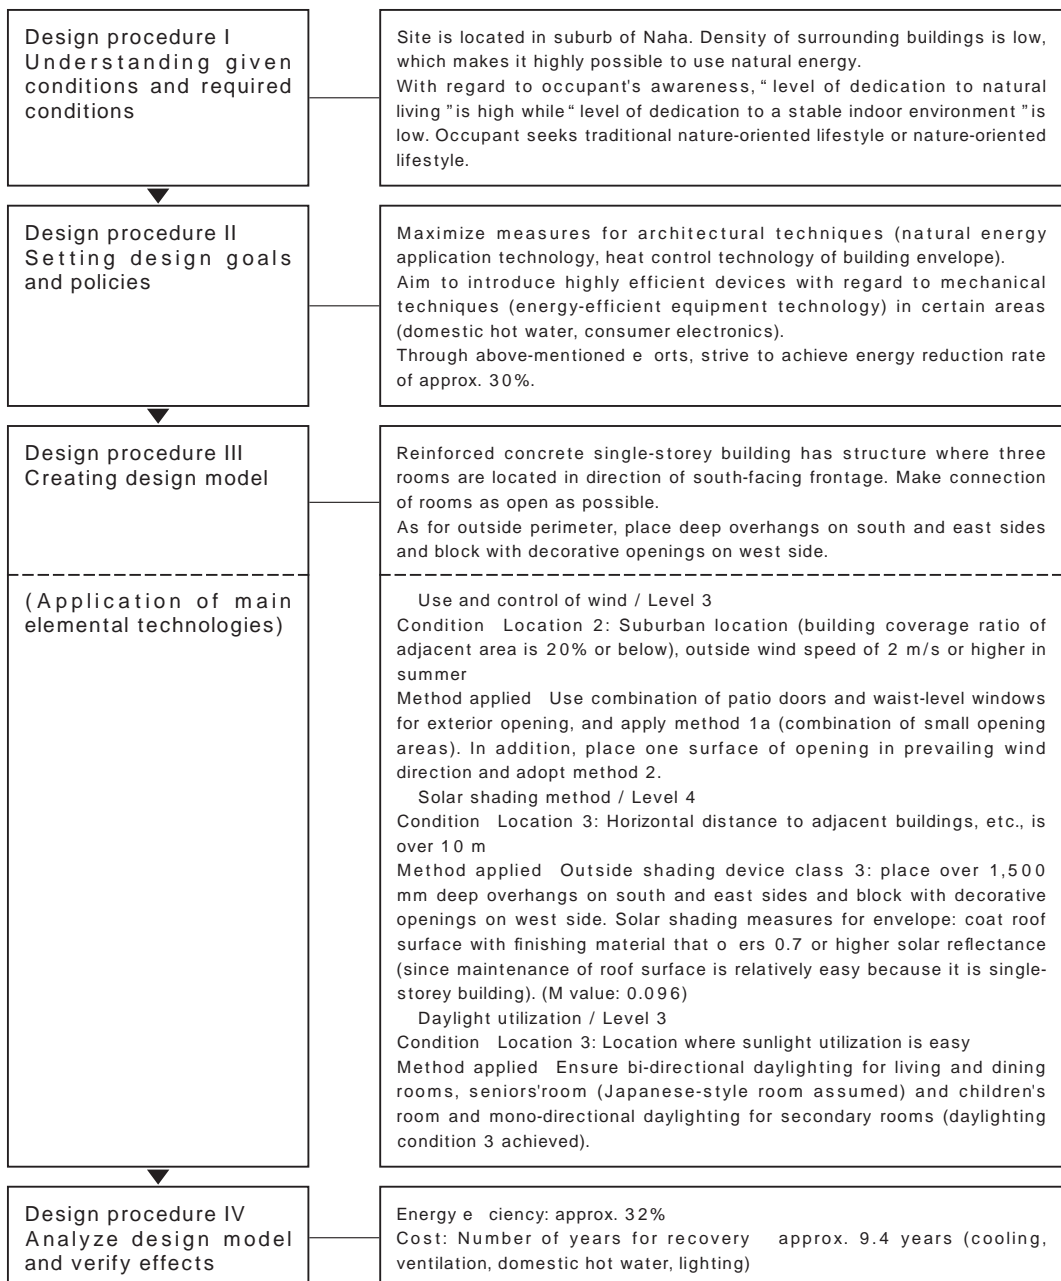 Design procedure I
Understanding given
conditions and required
conditions
Site is located in suburb of Naha. Density of surrounding buildings is low,
which makes it highly possible to use natural energy.
With regard to occupant's awareness, “ level of dedication to natural
living ” is high while “ level of dedication to a stable indoor environment ” is
low. Occupant seeks traditional nature-oriented lifestyle or nature-oriented
lifestyle.
Design procedure II
Setting design goals
and policies
Maximize measures for architectural techniques (natural energy
application technology, heat control technology of building envelope).
Aim to introduce highly efficient devices with regard to mechanical
techniques (energy-efficient equipment technology) in certain areas
(domestic hot water, consumer electronics).
Through above-mentioned e orts, strive to achieve energy reduction rate
of approx. 30%.
Design procedure III
Creating design model
Reinforced concrete single-storey building has structure where three
rooms are located in direction of south-facing frontage. Make connection
of rooms as open as possible.
As for outside perimeter, place deep overhangs on south and east sides
and block with decorative openings on west side.
(Application of main
elemental technologies)
Use and control of wind / Level 3
Condition Location 2: Suburban location (building coverage ratio of
adjacent area is 20% or below), outside wind speed of 2 m/s or higher in
summer
Method applied Use combination of patio doors and waist-level windows
for exterior opening, and apply method 1a (combination of small opening
areas). In addition, place one surface of opening in prevailing wind
direction and adopt method 2.
Solar shading method / Level 4
Condition Location 3: Horizontal distance to adjacent buildings, etc., is
over 10 m
Method applied Outside shading device class 3: place over 1,500
mm deep overhangs on south and east sides and block with decorative
openings on west side. Solar shading measures for envelope: coat roof
surface with finishing material that o ers 0.7 or higher solar reflectance
(since maintenance of roof surface is relatively easy because it is single-
storey building). (M value: 0.096)
Daylight utilization / Level 3
Condition Location 3: Location where sunlight utilization is easy
Method applied Ensure bi-directional daylighting for living and dining
rooms, seniors'room (Japanese-style room assumed) and children's
room and mono-directional daylighting for secondary rooms (daylighting
condition 3 achieved).
Design procedure IV
Analyze design model
and verify effects
Energy e ciency: approx. 32%
Cost: Number of years for recovery approx. 9.4 years (cooling,
ventilation, domestic hot water, lighting)